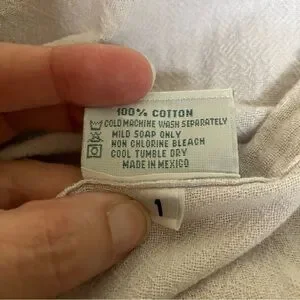 100% COTTON
COLD MACHINE WASH SEPARATELY
MILD SOAP ONLY
NON CHLORINE BLEACH
COOL TUMBLE DRY
MADE IN MEXICO
1